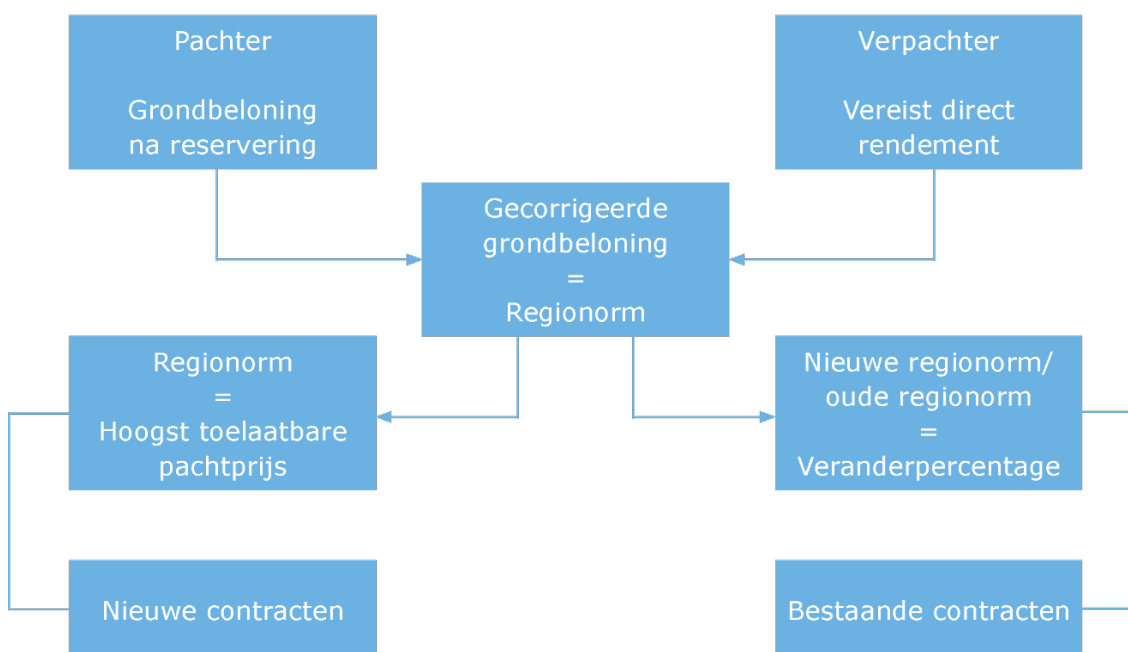 Pachter
Grondbeloning
na reservering
Verpachter
Vereist direct
rendement
Gecorrigeerde
grondbeloning
=
Regionorm
Regionorm
=
Hoogst toelaatbare
pachtprijs
Nieuwe regionorm/
oude regionorm
=
Veranderpercentage
Nieuwe contracten
Bestaande contracten